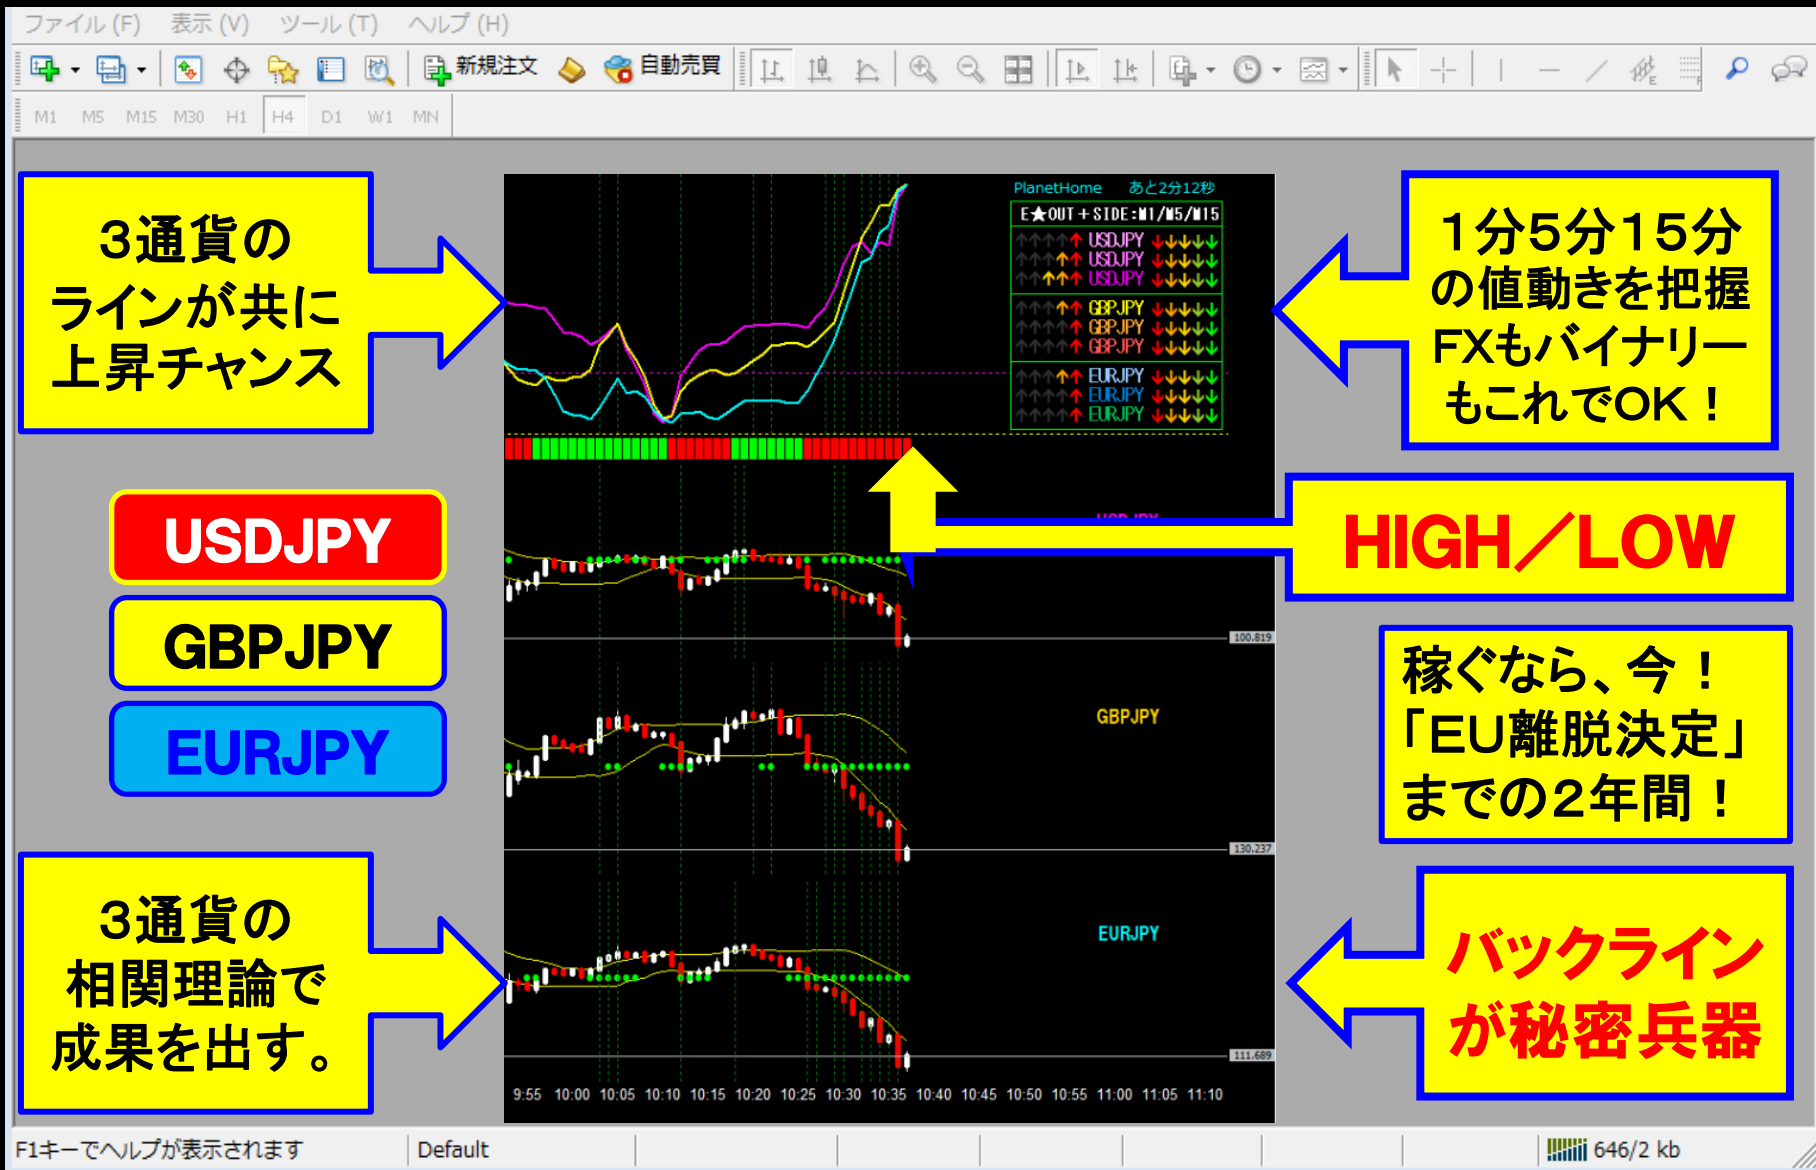 ファイル (F) 表示 (V) ツール (T) ヘルプ (H)
新規注文 自動売買
M1 M5 M15 M30 H1 H4 D1 W1 MN
3通貨の
ラインが共に
上昇チャンス
PlanetHome あと2分12秒
E★OUT+SIDE:M1/M5/M15
USDJPY
USDJPY
USDJPY
GBPJPY
GBPJPY
GBPJPY
EURJPY
EURJPY
EURJPY
1分5分15分
の値動きを把握
FXもバイナリー
もこれでOK！
USDJPY
GBPJPY
EURJPY
HIGH／LOW
100.819
GBPJPY
130.237
稼ぐなら、今！
「EU離脱決定」
までの2年間！
3通貨の
相関理論で
成果を出す。
EURJPY
111.689
バックライン
が秘密兵器
9:55 10:00 10:05 10:10 10:15 10:20 10:25 10:30 10:35 10:40 10:45 10:50 10:55 11:00 11:05 11:10
F1キーでヘルプが表示されます Default 646/2 kb